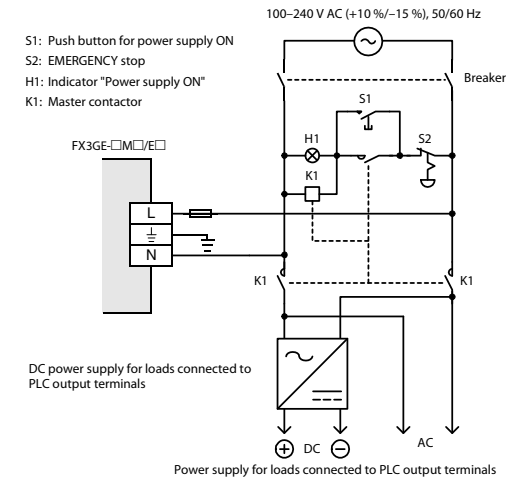 100–240 V AC (+10 %/–15 %), 50/60 Hz
S1: Push button for power supply ON
S2: EMERGENCY stop
H1: Indicator "Power supply ON"
K1: Master contactor
Breaker
S1
H1
S2
FX3GE-□M□/E□
K1
L
N
K1
K1
DC power supply for loads connected to
PLC output terminals
DC
AC
Power supply for loads connected to PLC output terminals